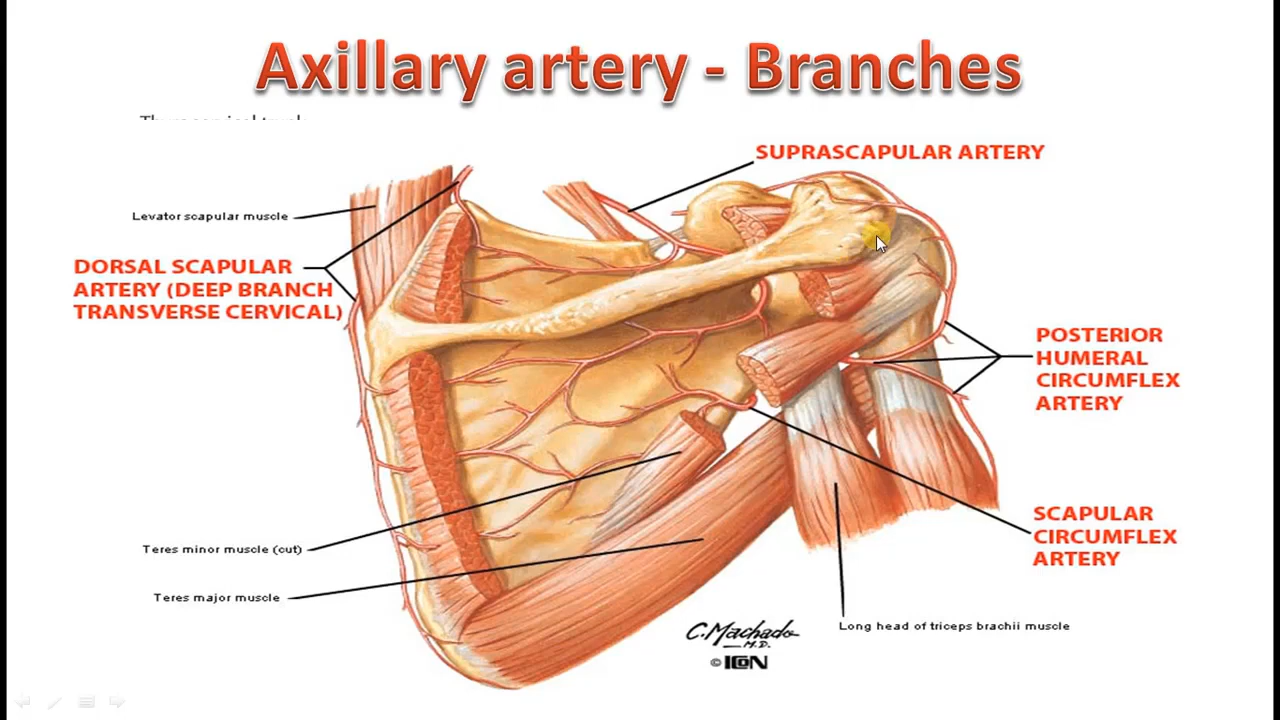 Axillary artery - Branches
SUPRASCAPULAR ARTERY
Levator scapular muscle
DORSAL SCAPULAR
ARTERY (DEEP BRANCH
TRANSVERSE CERVICAL)
POSTERIOR
HUMERAL
CIRCUMFLEX
ARTERY
SCAPULAR
CIRCUMFLEX
ARTERY
Teres minor muscle (cut)
Teres major muscle
Long head of triceps brachii muscle
C. Machado
M.D.
© ICON